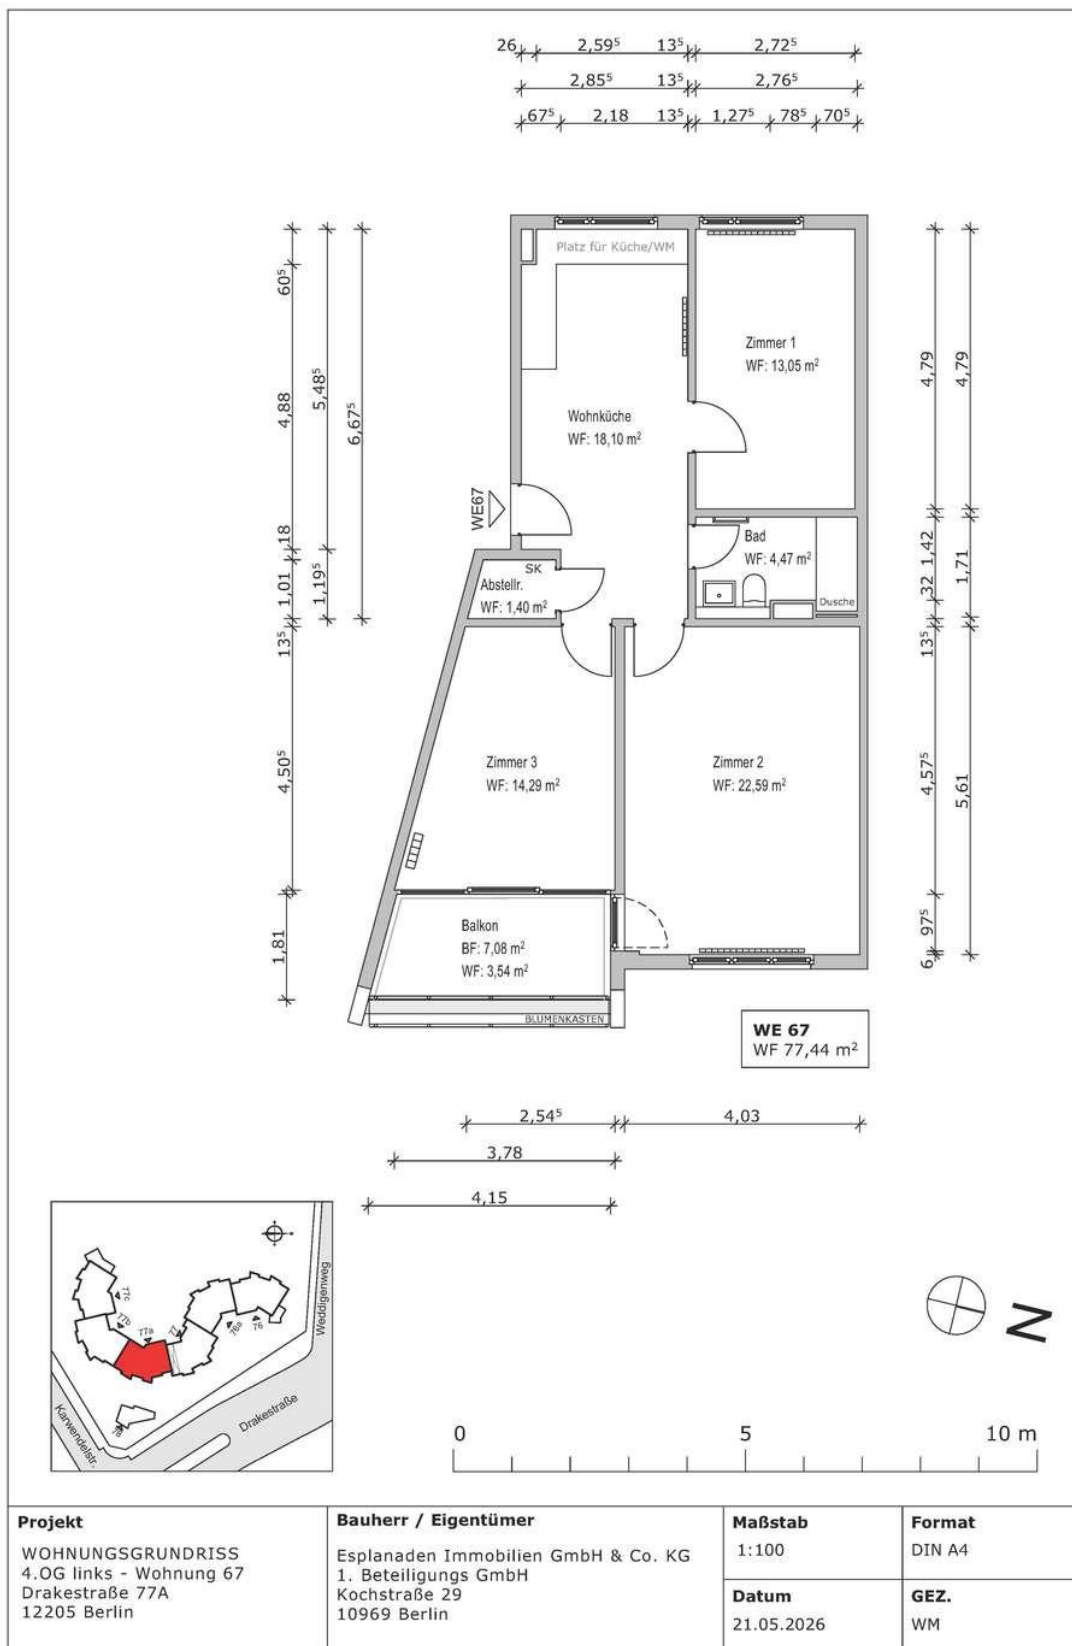 26 2,59⁵ 13⁵ 2,72⁵
2,85⁵ 13⁵ 2,76⁵
67⁵ 2,18 13⁵ 1,27⁵ 78⁵ 70⁵
60⁵
4,88
18
1,01
13⁵
4,50⁵
1,81
5,48⁵
1,19⁵
6,67⁵
Platz für Küche/WM
Zimmer 1
WF: 13,05 m²
Wohnküche
WF: 18,10 m²
WE67
SK
Abstellr.
WF: 1,40 m²
Bad
WF: 4,47 m²
Dusche
Zimmer 3
WF: 14,29 m²
Zimmer 2
WF: 22,59 m²
Balkon
BF: 7,08 m²
WF: 3,54 m²
BLUMENKASTEN
4,79
1,42
32
13⁵
4,57⁵
97⁵
6
4,79
1,71
5,61
WE 67
WF 77,44 m²
2,54⁵ 4,03
3,78
4,15
77c
77b
77a
77
76a
76
78
Weddigenweg
Drakestraße
Karwendelstr.
N
0 5 10 m
Projekt
WOHNUNGSGRUNDRISS
4.OG links - Wohnung 67
Drakestraße 77A
12205 Berlin
Bauherr / Eigentümer
Esplanaden Immobilien GmbH & Co. KG
1. Beteiligungs GmbH
Kochstraße 29
10969 Berlin
Maßstab
1:100
Format
DIN A4
Datum
21.05.2026
GEZ.
WM